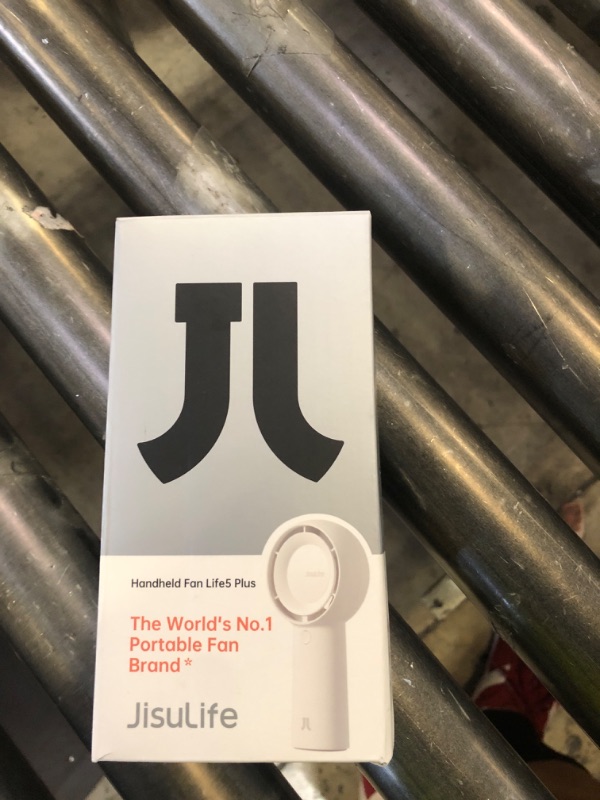 Handheld Fan Life5 Plus
The World's No.1
Portable Fan
Brand*
JisuLife